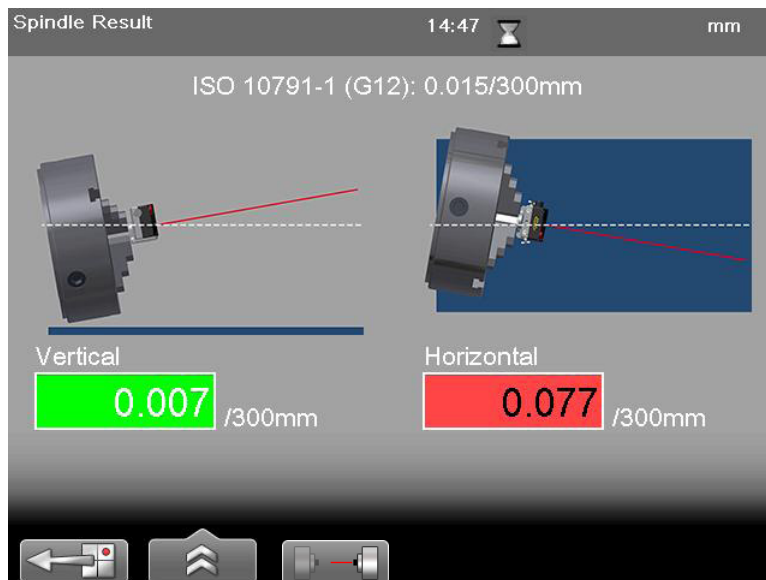 Spindle Result
14:47
mm
ISO 10791-1 (G12): 0.015/300mm
Vertical
0.007 /300mm
Horizontal
0.077 /300mm